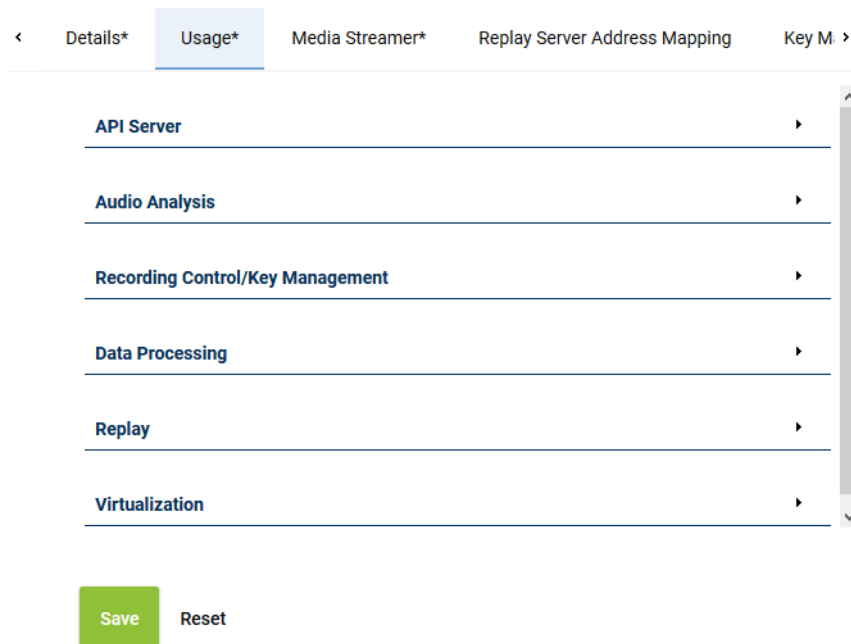 Details* Usage* Media Streamer* Replay Server Address Mapping Key
API Server
Audio Analysis
Recording Control/Key Management
Data Processing
Replay
Virtualization
Save Reset